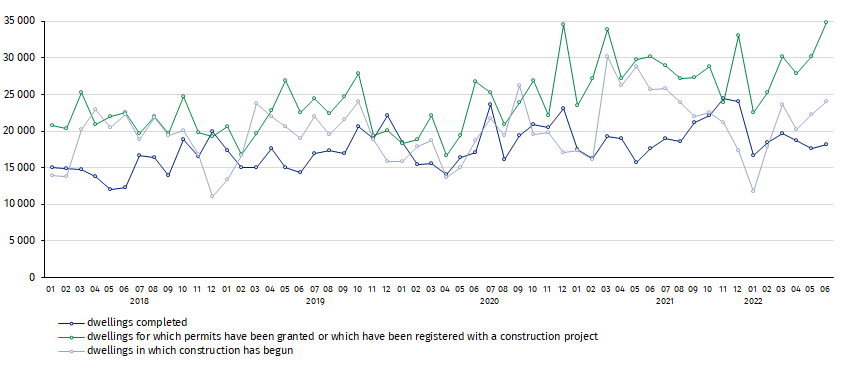 35 000
30 000
25 000
20 000
15 000
10 000
5 000
0
01 02 03 04 05 06 07 08 09 10 11 12 01 02 03 04 05 06 07 08 09 10 11 12 01 02 03 04 05 06 07 08 09 10 11 12 01 02 03 04 05 06 07 08 09 10 11 12 01 02 03 04 05 06
2018 2019 2020 2021 2022
dwellings completed
dwellings for which permits have been granted or which have been registered with a construction project
dwellings in which construction has begun